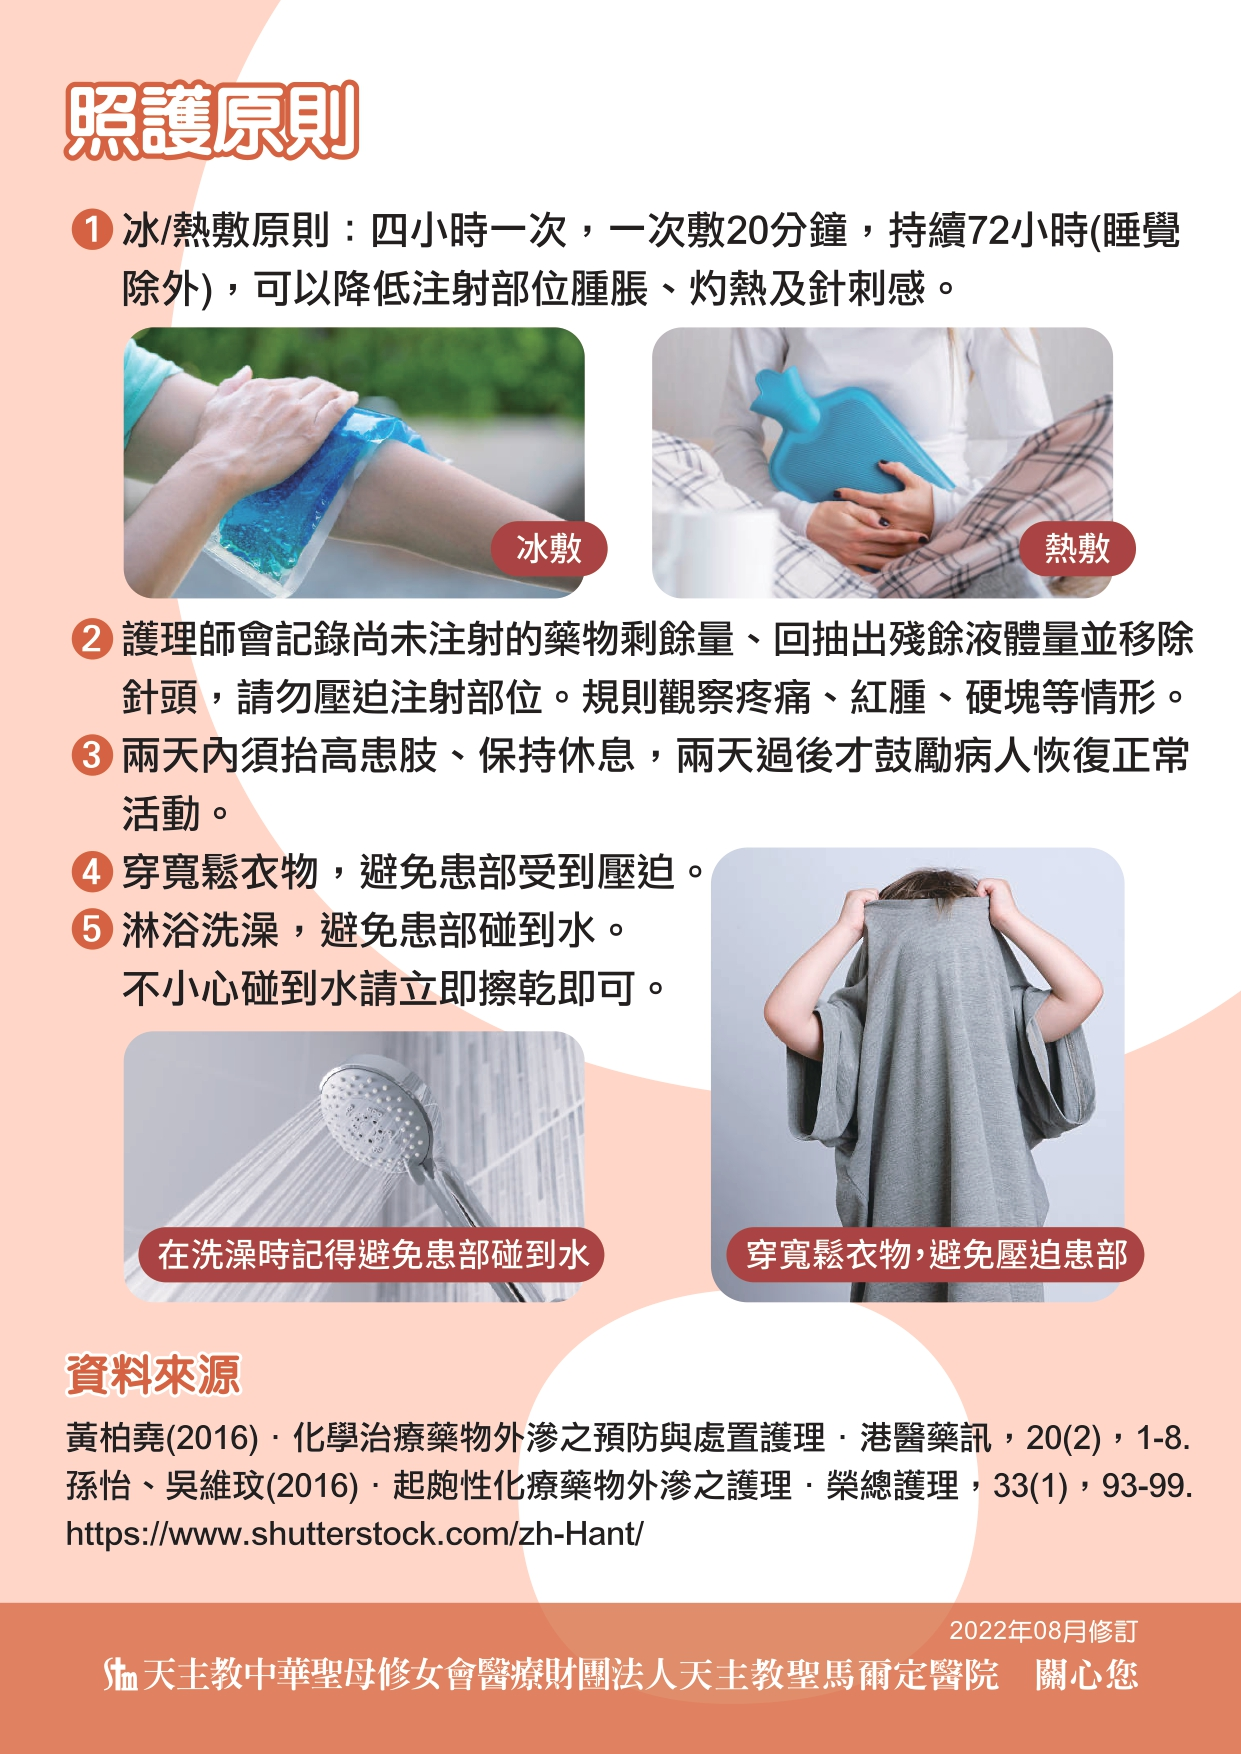 照護原則
1 冰/熱敷原則：四小時一次，一次敷20分鐘，持續72小時(睡覺
除外)，可以降低注射部位腫脹、灼熱及針刺感。
冰敷
熱敷
2 護理師會記錄尚未注射的藥物剩餘量、回抽出殘餘液體量並移除
針頭，請勿壓迫注射部位。規則觀察疼痛、紅腫、硬塊等情形。
3 兩天內須抬高患肢、保持休息，兩天過後才鼓勵病人恢復正常
活動。
4 穿寬鬆衣物，避免患部受到壓迫。
5 淋浴洗澡，避免患部碰到水。
不小心碰到水請立即擦乾即可。
在洗澡時記得避免患部碰到水
穿寬鬆衣物，避免壓迫患部
資料來源
黃柏堯(2016)．化學治療藥物外滲之預防與處置護理．港醫藥訊，20(2)，1-8.
孫怡、吳維玟(2016)．起皰性化療藥物外滲之護理．榮總護理，33(1)，93-99.
https://www.shutterstock.com/zh-Hant/
2022年08月修訂
Stm 天主教中華聖母修女會醫療財團法人天主教聖馬爾定醫院 關心您